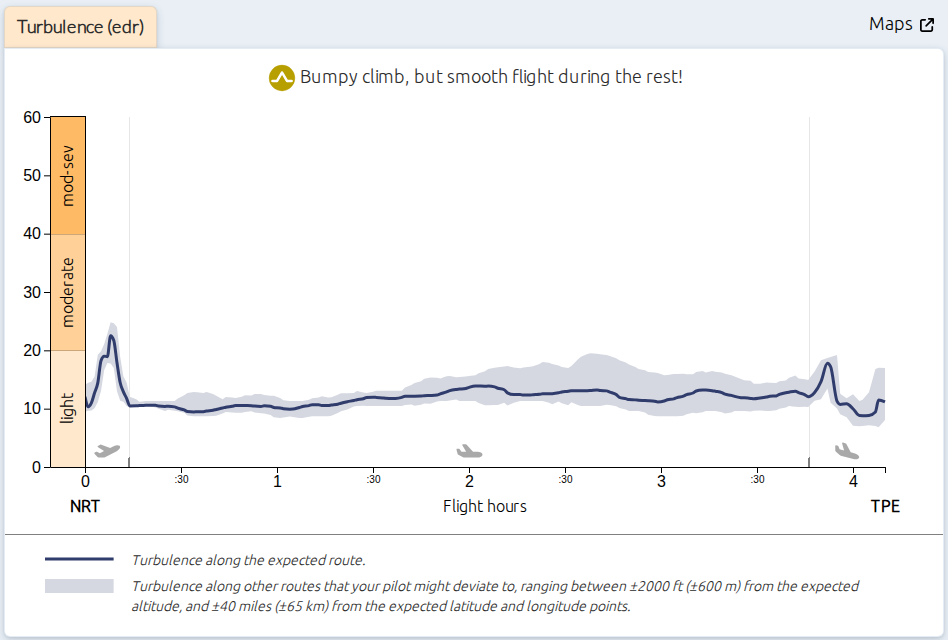 Turbulence (edr)
Maps
Bumpy climb, but smooth flight during the rest!
60
50
40
30
20
10
0
mod-sev
moderate
light
0 :30 1 :30 2 :30 3 :30 4
NRT Flight hours TPE
Turbulence along the expected route.
Turbulence along other routes that your pilot might deviate to, ranging between ±2000 ft (±600 m) from the expected
altitude, and ±40 miles (±65 km) from the expected latitude and longitude points.